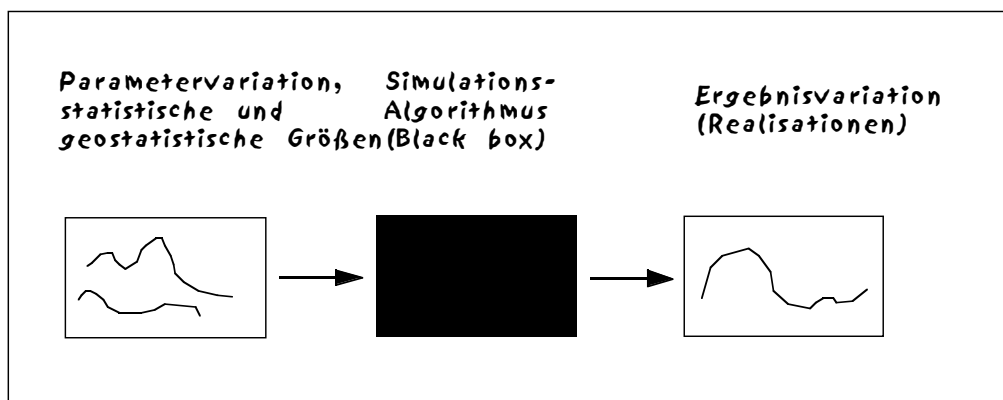 Parametervariation,
statistische und
geostatistische Größen
Simulations-
Algorithmus
(Black box)
Ergebnisvariation
(Realisationen)